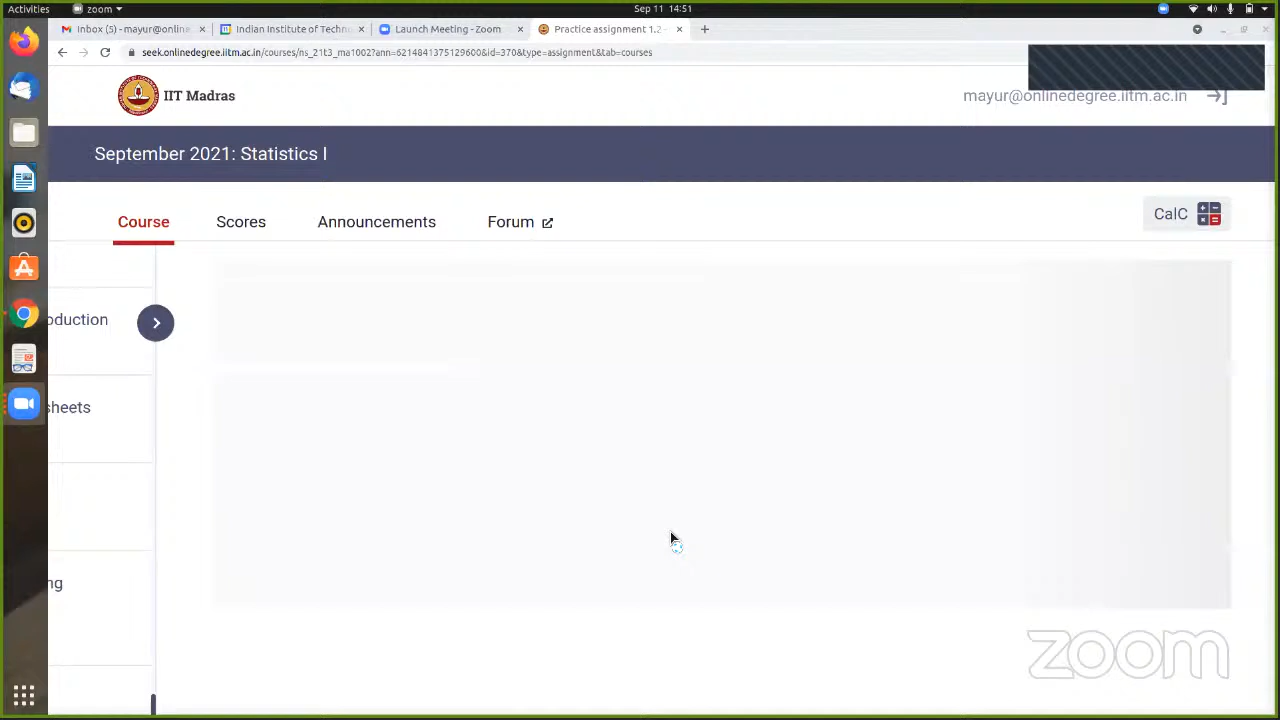 Activities zoom Sep 11 14:51
Inbox (5) - mayur@online Indian Institute of Techn Launch Meeting - Zoom Practice assignment 1.2 -
seek.onlinedegree.iitm.ac.in/courses/ns_21t3_ma1002?ann=6214841375129600&id=370&type=assignment&tab=courses
IIT Madras mayur@onlinedegree.iitm.ac.in
September 2021: Statistics I
Course Scores Announcements Forum CalC
oduction
heets
ng
zoom